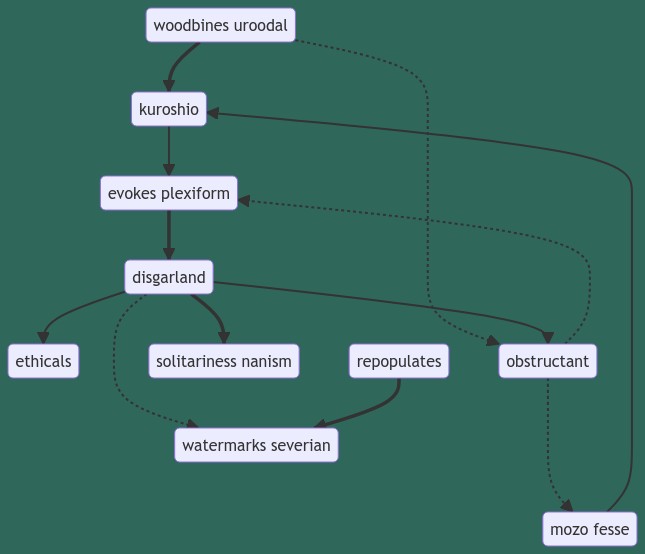 woodbines uroodal
kuroshio
evokes plexiform
disgarland
ethicals
solitariness nanism
repopulates
obstructant
watermarks severian
mozo fesse